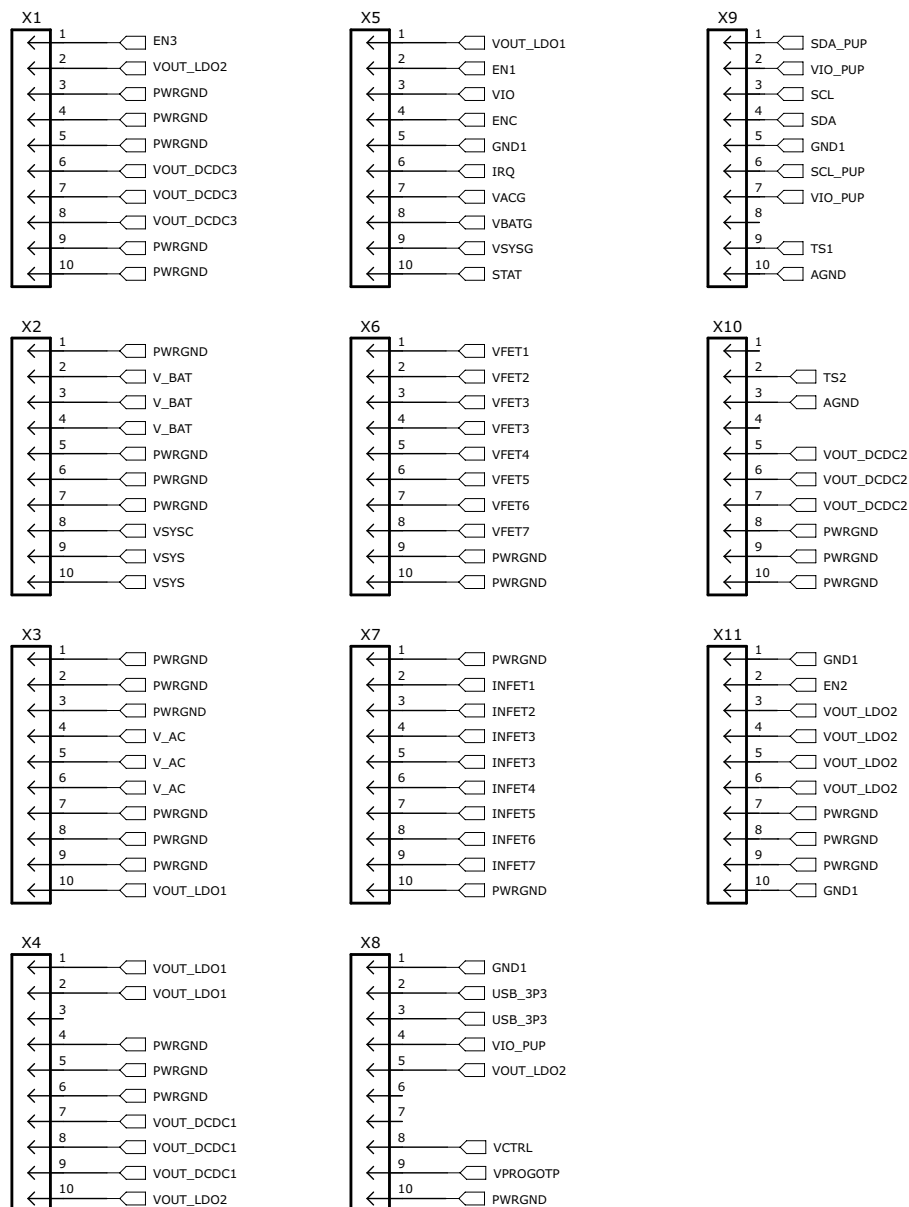 X1
1 EN3
2 VOUT_LDO2
3 PWRGND
4 PWRGND
5 PWRGND
6 VOUT_DCDC3
7 VOUT_DCDC3
8 VOUT_DCDC3
9 PWRGND
10 PWRGND
X2
1 PWRGND
2 V_BAT
3 V_BAT
4 V_BAT
5 PWRGND
6 PWRGND
7 PWRGND
8 VSYSC
9 VSYS
10 VSYS
X3
1 PWRGND
2 PWRGND
3 PWRGND
4 V_AC
5 V_AC
6 V_AC
7 PWRGND
8 PWRGND
9 PWRGND
10 VOUT_LDO1
X4
1 VOUT_LDO1
2 VOUT_LDO1
3
4 PWRGND
5 PWRGND
6 PWRGND
7 VOUT_DCDC1
8 VOUT_DCDC1
9 VOUT_DCDC1
10 VOUT_LDO2
X5
1 VOUT_LDO1
2 EN1
3 VIO
4 ENC
5 GND1
6 IRQ
7 VACG
8 VBATG
9 VSYSG
10 STAT
X6
1 VFET1
2 VFET2
3 VFET3
4 VFET3
5 VFET4
6 VFET5
7 VFET6
8 VFET7
9 PWRGND
10 PWRGND
X7
1 PWRGND
2 INFET1
3 INFET2
4 INFET3
5 INFET3
6 INFET4
7 INFET5
8 INFET6
9 INFET7
10 PWRGND
X8
1 GND1
2 USB_3P3
3 USB_3P3
4 VIO_PUP
5 VOUT_LDO2
6
7
8 VCTRL
9 VPROGOTP
10 PWRGND
X9
1 SDA_PUP
2 VIO_PUP
3 SCL
4 SDA
5 GND1
6 SCL_PUP
7 VIO_PUP
8
9 TS1
10 AGND
X10
1
2 TS2
3 AGND
4
5 VOUT_DCDC2
6 VOUT_DCDC2
7 VOUT_DCDC2
8 PWRGND
9 PWRGND
10 PWRGND
X11
1 GND1
2 EN2
3 VOUT_LDO2
4 VOUT_LDO2
5 VOUT_LDO2
6 VOUT_LDO2
7 PWRGND
8 PWRGND
9 PWRGND
10 GND1